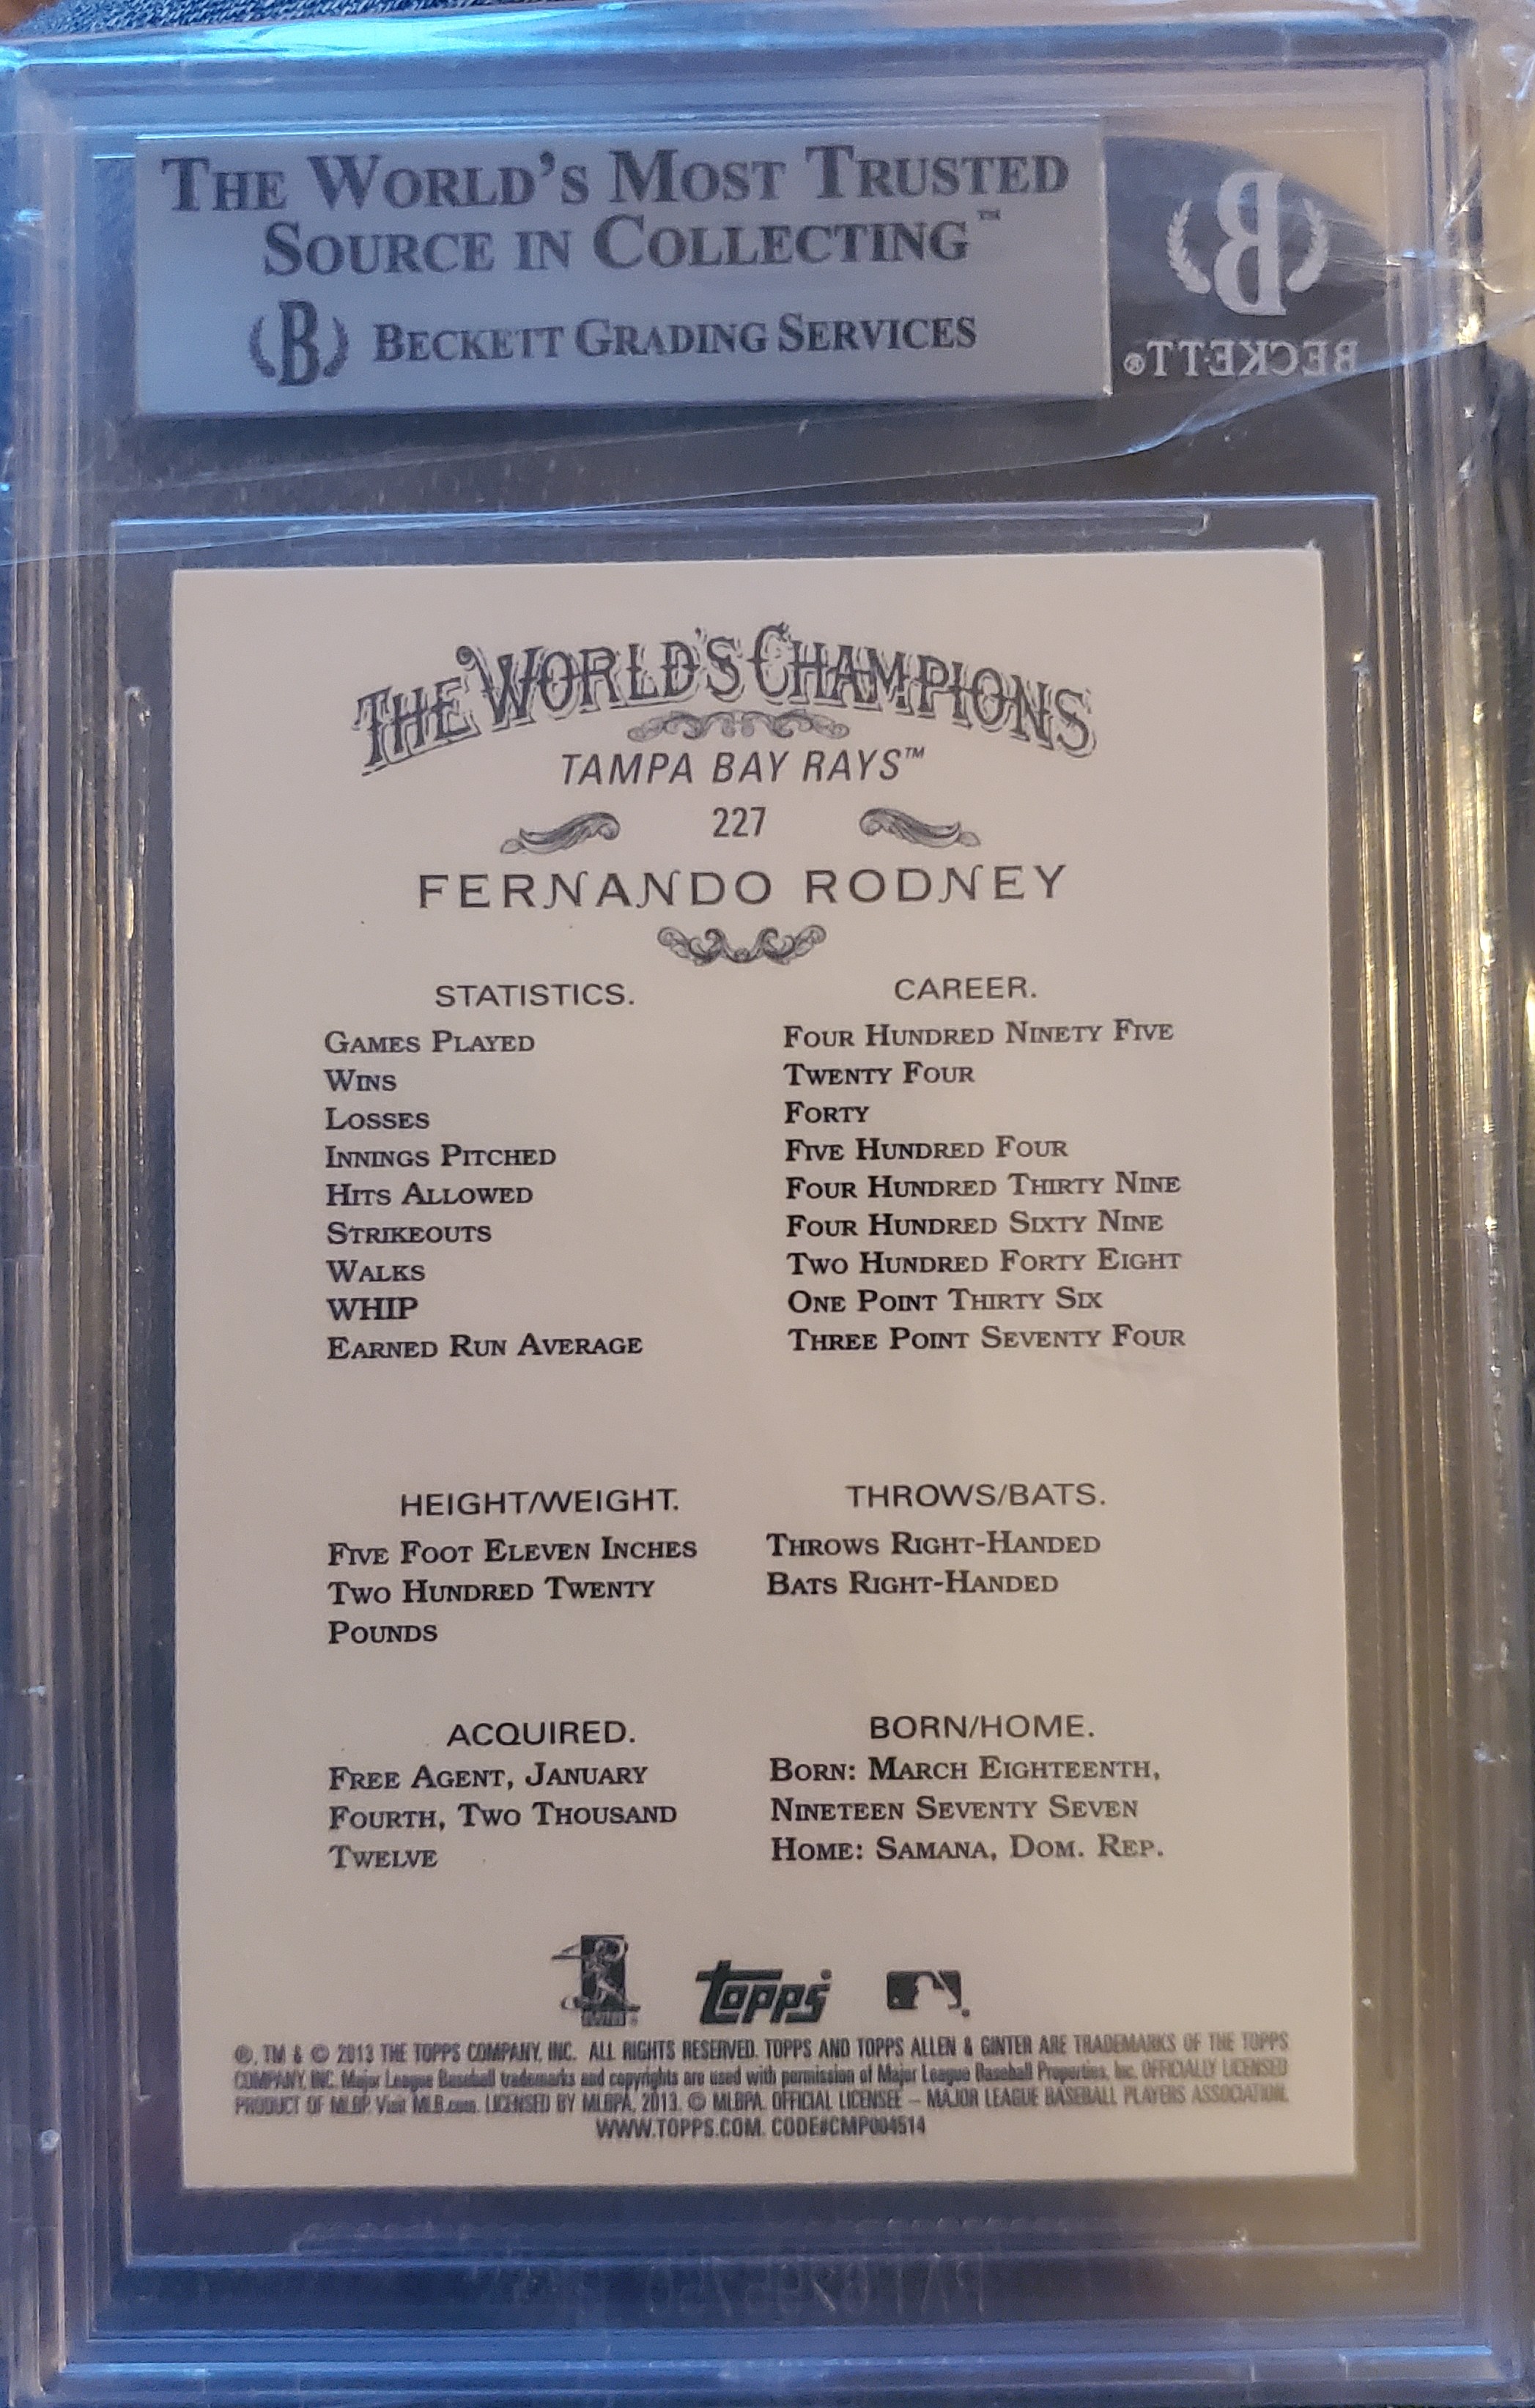 THE WORLD'S MOST TRUSTED
SOURCE IN COLLECTING™
B BECKETT GRADING SERVICES
B
BECKETT®
THE WORLD'S CHAMPIONS
TAMPA BAY RAYS™
227
FERNANDO RODNEY
STATISTICS. CAREER.
GAMES PLAYED FOUR HUNDRED NINETY FIVE
WINS TWENTY FOUR
LOSSES FORTY
INNINGS PITCHED FIVE HUNDRED FOUR
HITS ALLOWED FOUR HUNDRED THIRTY NINE
STRIKEOUTS FOUR HUNDRED SIXTY NINE
WALKS TWO HUNDRED FORTY EIGHT
WHIP ONE POINT THIRTY SIX
EARNED RUN AVERAGE THREE POINT SEVENTY FOUR
HEIGHT/WEIGHT.
FIVE FOOT ELEVEN INCHES
TWO HUNDRED TWENTY
POUNDS
THROWS/BATS.
THROWS RIGHT-HANDED
BATS RIGHT-HANDED
ACQUIRED.
FREE AGENT, JANUARY
FOURTH, TWO THOUSAND
TWELVE
BORN/HOME.
BORN: MARCH EIGHTEENTH,
NINETEEN SEVENTY SEVEN
HOME: SAMANA, DOM. REP.
topps
®, TM & © 2013 THE TOPPS COMPANY, INC. ALL RIGHTS RESERVED. TOPPS AND TOPPS ALLEN & GINTER ARE TRADEMARKS OF THE TOPPS
COMPANY, INC. Major League Baseball trademarks and copyrights are used with permission of Major League Baseball Properties, Inc. OFFICIALLY LICENSED
PRODUCT OF MLBP. Visit MLB.com. LICENSED BY MLBPA, 2013. © MLBPA. OFFICIAL LICENSEE – MAJOR LEAGUE BASEBALL PLAYERS ASSOCIATION.
WWW.TOPPS.COM. CODE#CMP004514